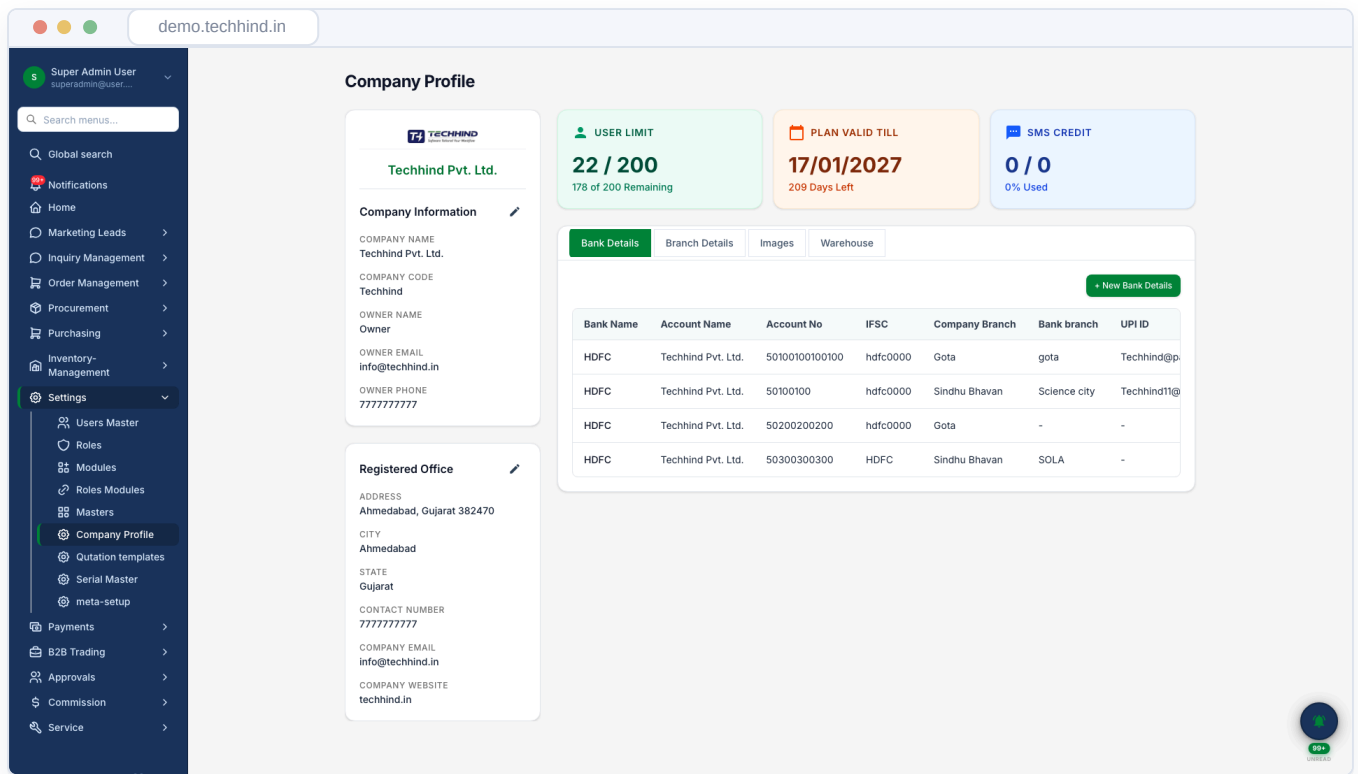 demo.techhind.in
S
Super Admin User
superadmin@user....
Search menus...
Global search
99+
Notifications
Home
Marketing Leads
Inquiry Management
Order Management
Procurement
Purchasing
Inventory-
Management
Settings
Users Master
Roles
Modules
Roles Modules
Masters
Company Profile
Qutation templates
Serial Master
meta-setup
Payments
B2B Trading
Approvals
Commission
Service
Company Profile
TECHHIND
Techhind Pvt. Ltd.
Company Information
COMPANY NAME
Techhind Pvt. Ltd.
COMPANY CODE
Techhind
OWNER NAME
Owner
OWNER EMAIL
info@techhind.in
OWNER PHONE
7777777777
Registered Office
ADDRESS
Ahmedabad, Gujarat 382470
CITY
Ahmedabad
STATE
Gujarat
CONTACT NUMBER
7777777777
COMPANY EMAIL
info@techhind.in
COMPANY WEBSITE
techhind.in
USER LIMIT
22 / 200
178 of 200 Remaining
PLAN VALID TILL
17/01/2027
209 Days Left
SMS CREDIT
0 / 0
0% Used
Bank Details Branch Details Images Warehouse
+ New Bank Details
Bank Name Account Name Account No IFSC Company Branch Bank branch UPI ID
HDFC Techhind Pvt. Ltd. 50100100100100 hdfc0000 Gota gota Techhind@p
HDFC Techhind Pvt. Ltd. 50100100 hdfc0000 Sindhu Bhavan Science city Techhind11@
HDFC Techhind Pvt. Ltd. 50200200200 hdfc0000 Gota - -
HDFC Techhind Pvt. Ltd. 50300300300 HDFC Sindhu Bhavan SOLA -
99+
UNREAD